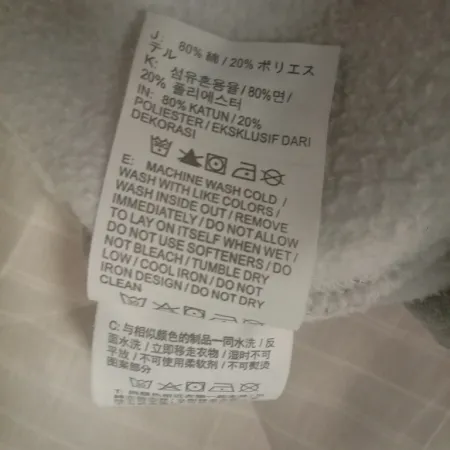 J: 80% 綿 / 20% ポリエス
テル
K: 섬유혼용율 / 80%면 /
20% 폴리에스터
IN: 80% KATUN / 20%
POLIESTER / EKSKLUSIF DARI
DEKORASI
E: MACHINE WASH COLD /
WASH WITH LIKE COLORS /
WASH INSIDE OUT / REMOVE
IMMEDIATELY / DO NOT ALLOW
TO LAY ON ITSELF WHEN WET /
DO NOT USE SOFTENERS / DO
NOT BLEACH / TUMBLE DRY
LOW / COOL IRON / DO NOT
IRON DESIGN / DO NOT DRY
CLEAN
C: 与相似颜色的制品一同水洗 / 反
面水洗 / 立即移走衣物 / 湿时不可
平放 / 不可使用柔软剂 / 不可熨烫
图案部分